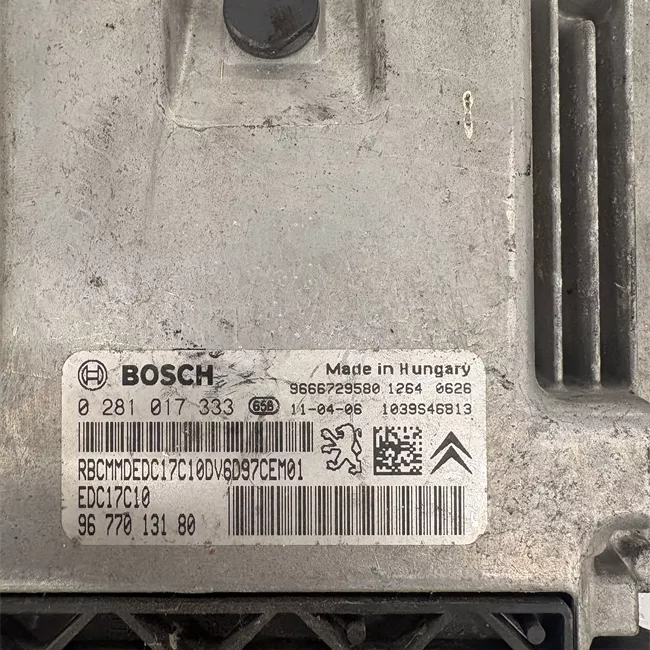 BOSCH
Made in Hungary
9666729580 1264 0626
0 281 017 333 G5B 11-04-06 1039S46813
RBCMMDEDC17C10DV6D97CEM01
EDC17C10
96 770 131 80